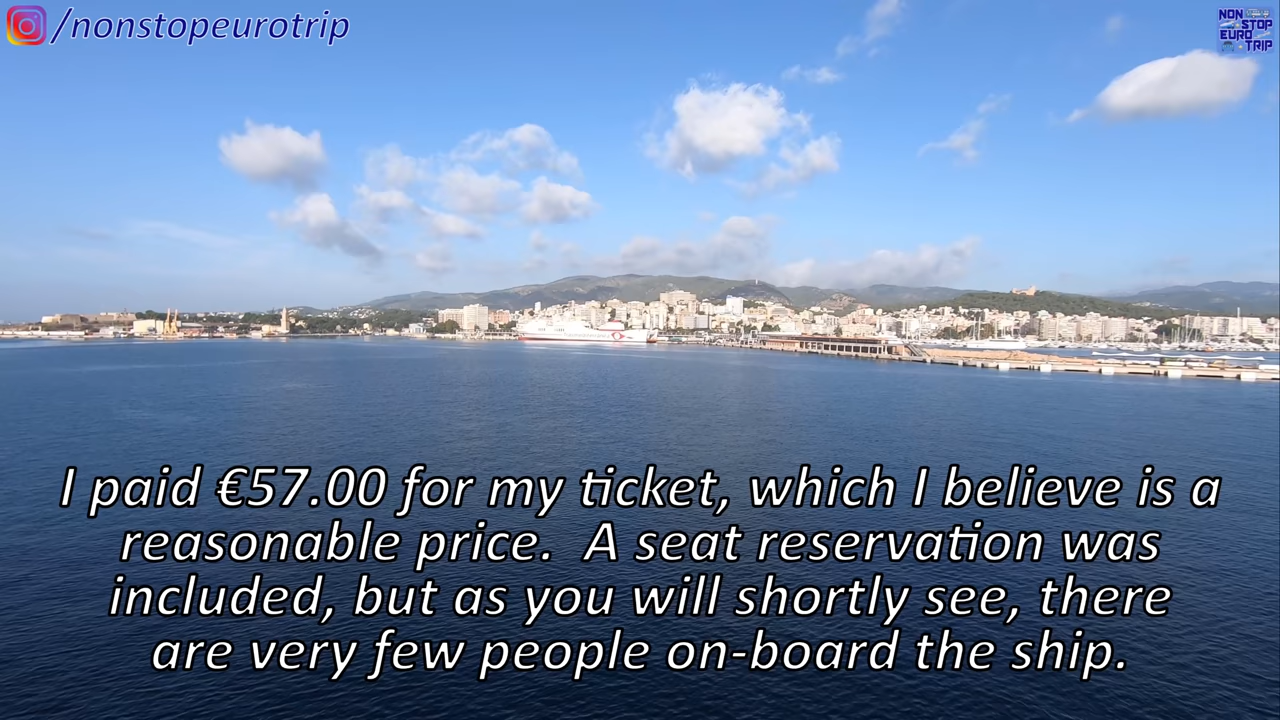 /nonstopeurotrip
NON
STOP
EURO
TRIP
I paid €57.00 for my ticket, which I believe is a
reasonable price.  A seat reservation was
included, but as you will shortly see, there
are very few people on-board the ship.